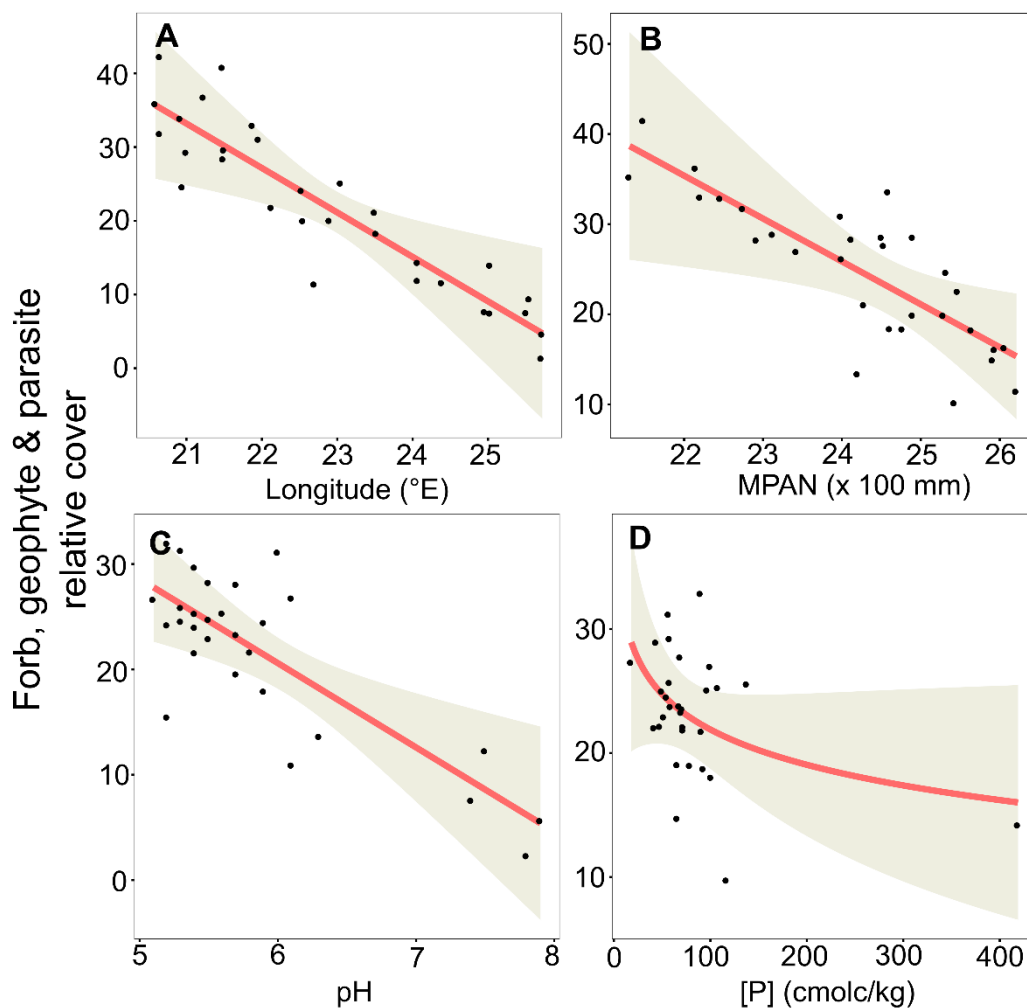 Forb, geophyte & parasite
relative cover
A
40
30
20
10
0
21 22 23 24 25
Longitude (°E)
B
50
40
30
20
10
22 23 24 25 26
MPAN (x 100 mm)
C
30
20
10
0
5 6 7 8
pH
D
30
20
10
0 100 200 300 400
[P] (cmolc/kg)